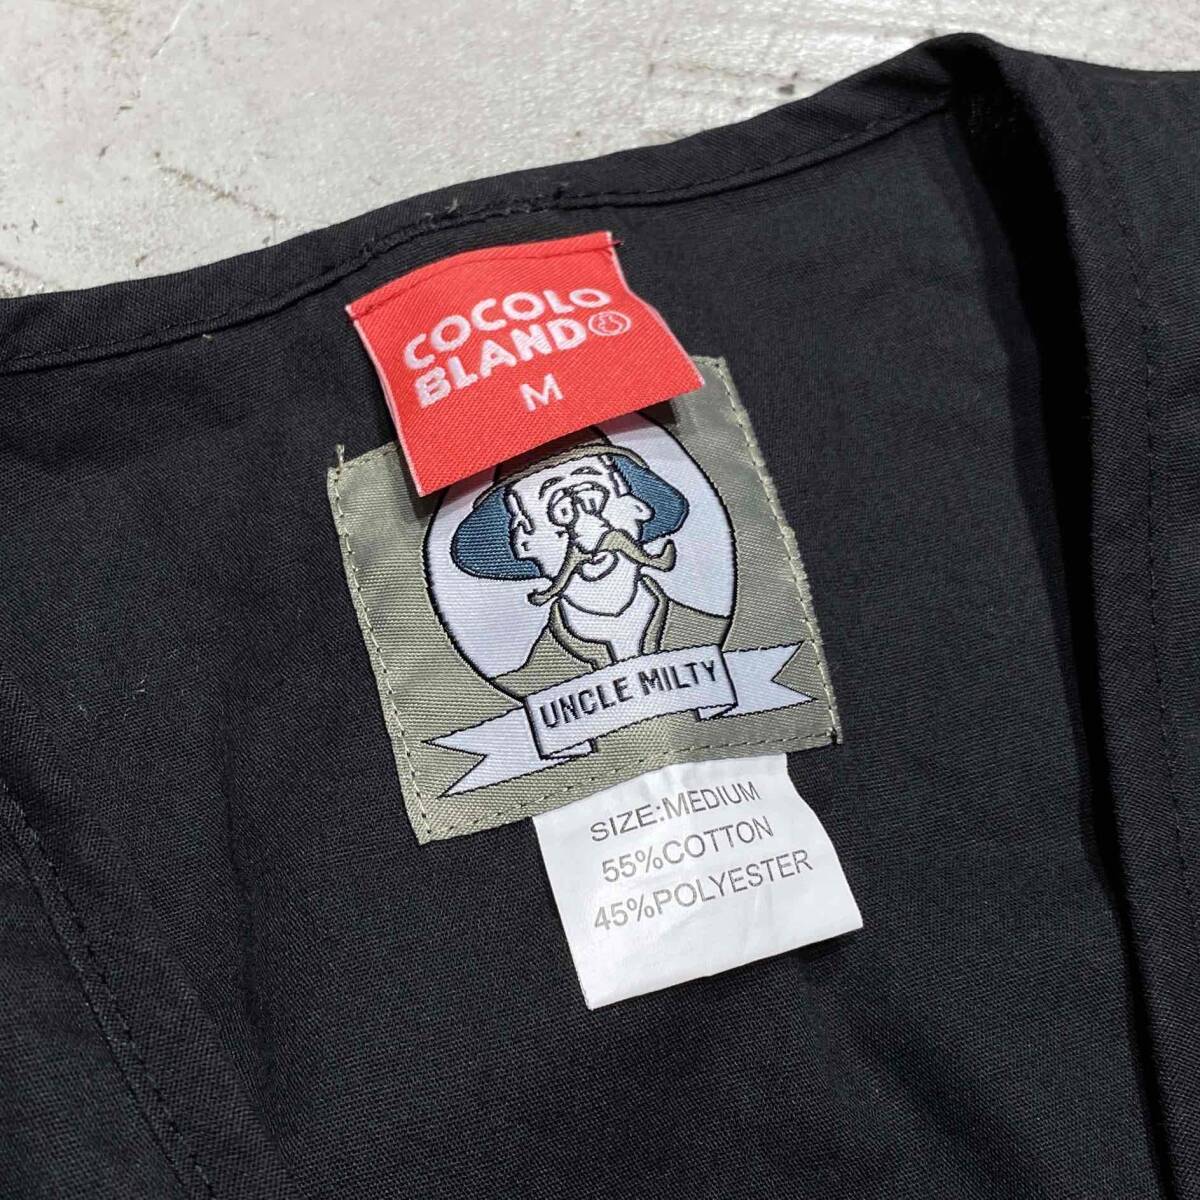 COCOLO
BLAND
M
UNCLE MILTY
SIZE:MEDIUM
55%COTTON
45%POLYESTER